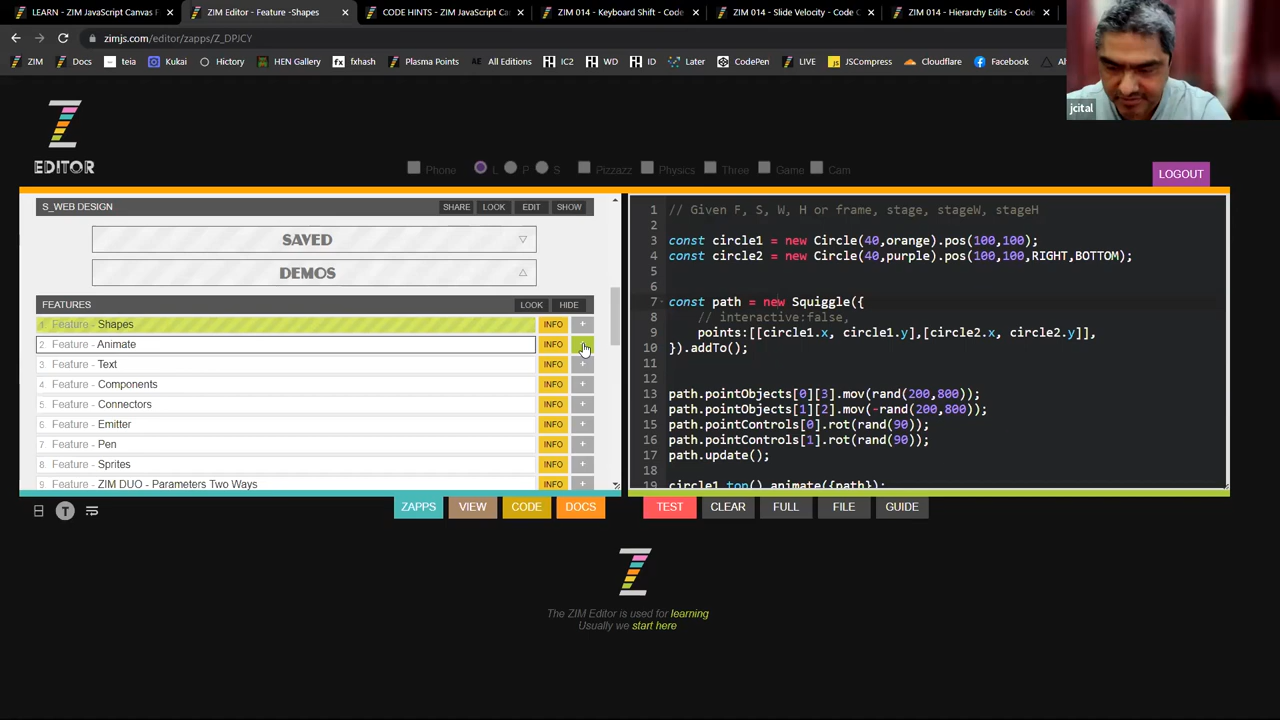 LEARN - ZIM JavaScript Canvas F
ZIM Editor - Feature -Shapes
CODE HINTS - ZIM JavaScript Ca
ZIM 014 - Keyboard Shift - Code
ZIM 014 - Slide Velocity - Code C
ZIM 014 - Hierarchy Edits - Code
zimjs.com/editor/zapps/Z_DPJCY
ZIM Docs teia Kukai Hictory HEN Gallery fxhash Plasma Points All Editions IC2 WD ID Later CodePen LIVE JSCompress Cloudflare Facebook
jcital
EDITOR
Phone L P S Pizzazz Physics Three Game Cam
LOGOUT
S_WEB DESIGN SHARE LOOK EDIT SHOW
SAVED
DEMOS
FEATURES LOOK HIDE
1. Feature - Shapes INFO +
2. Feature - Animate INFO
3. Feature - Text INFO +
4. Feature - Components INFO +
5. Feature - Connectors INFO +
6. Feature - Emitter INFO +
7. Feature - Pen INFO +
8. Feature - Sprites INFO +
9. Feature - ZIM DUO - Parameters Two Ways INFO +
1 // Given F, S, W, H or frame, stage, stageW, stageH
2
3 const circle1 = new Circle(40,orange).pos(100,100);
4 const circle2 = new Circle(40,purple).pos(100,100,RIGHT,BOTTOM);
5
6
7 const path = new Squiggle({
8 // interactive:false,
9 points:[[circle1.x, circle1.y],[circle2.x, circle2.y]],
10 }).addTo();
11
12
13 path.pointObjects[0][3].mov(rand(200,800));
14 path.pointObjects[1][2].mov(-rand(200,800));
15 path.pointControls[0].rot(rand(90));
16 path.pointControls[1].rot(rand(90));
17 path.update();
18
19 circle1.top().animate({path});
ZAPPS VIEW CODE DOCS
TEST CLEAR FULL FILE GUIDE
T
The ZIM Editor is used for learning
Usually we start here